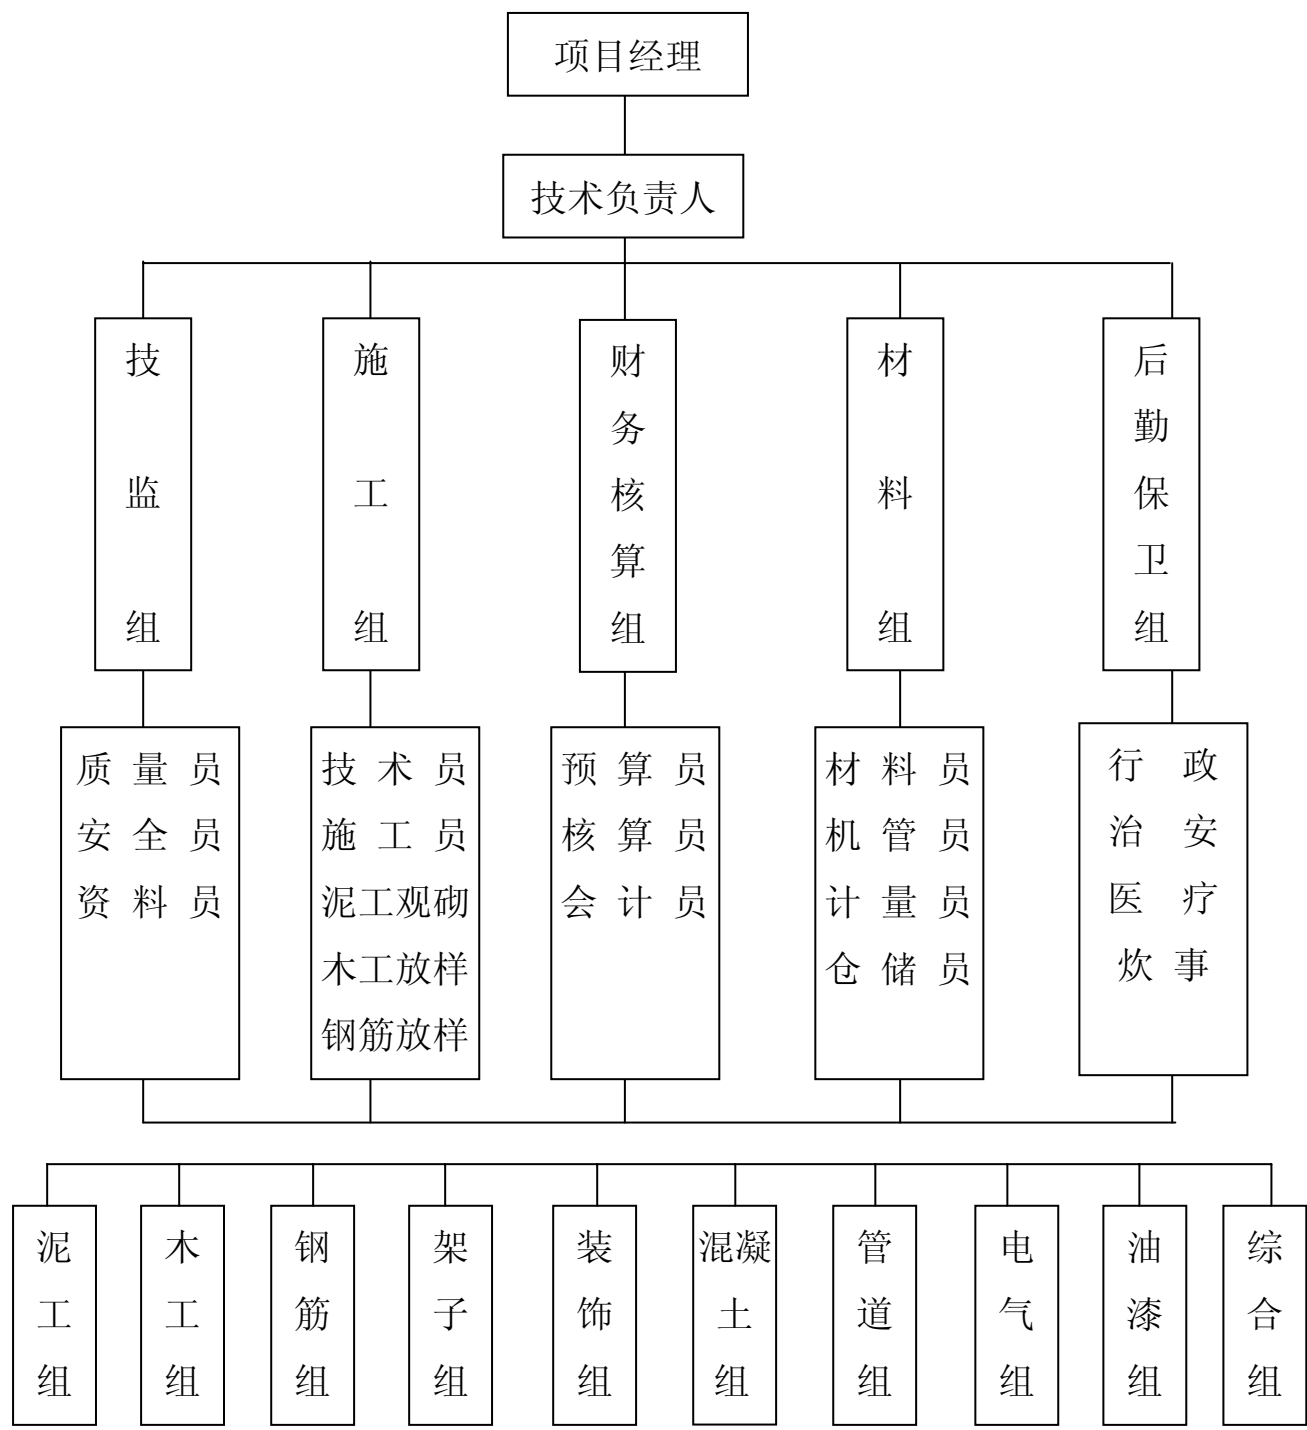 项目经理
技术负责人
技监组
施工组
财务核算组
材料组
后勤保卫组
质量员
安全员
资料员
技术员
施工员
泥工观砌
木工放样
钢筋放样
预算员
核算员
会计员
材料员
机管员
计量员
仓储员
行政
治安
医疗
炊事
泥工组
木工组
钢筋组
架子组
装饰组
混凝土组
管道组
电气组
油漆组
综合组